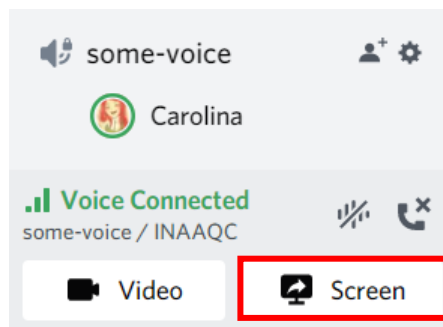 some-voice
Carolina
Voice Connected
some-voice / INAAQC
Video Screen